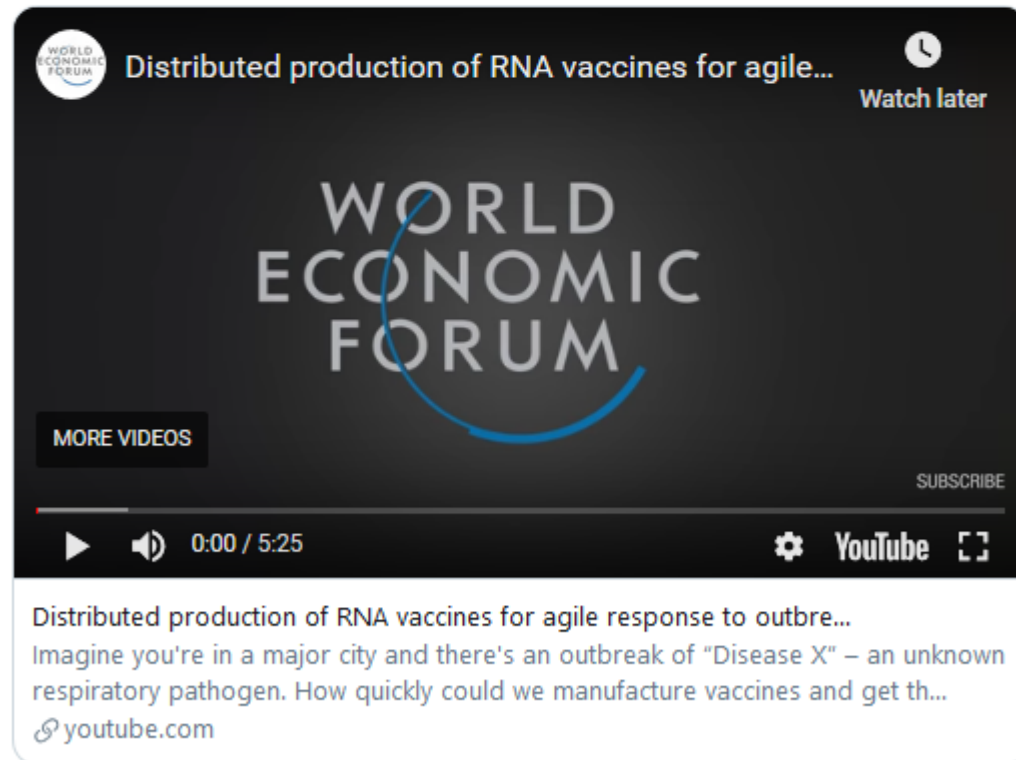 WORLD
ECONOMIC
FORUM
Distributed production of RNA vaccines for agile...
Watch later
WORLD
ECONOMIC
FORUM
MORE VIDEOS
SUBSCRIBE
0:00 / 5:25
YouTube
Distributed production of RNA vaccines for agile response to outbre...
Imagine you're in a major city and there's an outbreak of “Disease X” – an unknown
respiratory pathogen. How quickly could we manufacture vaccines and get th...
youtube.com